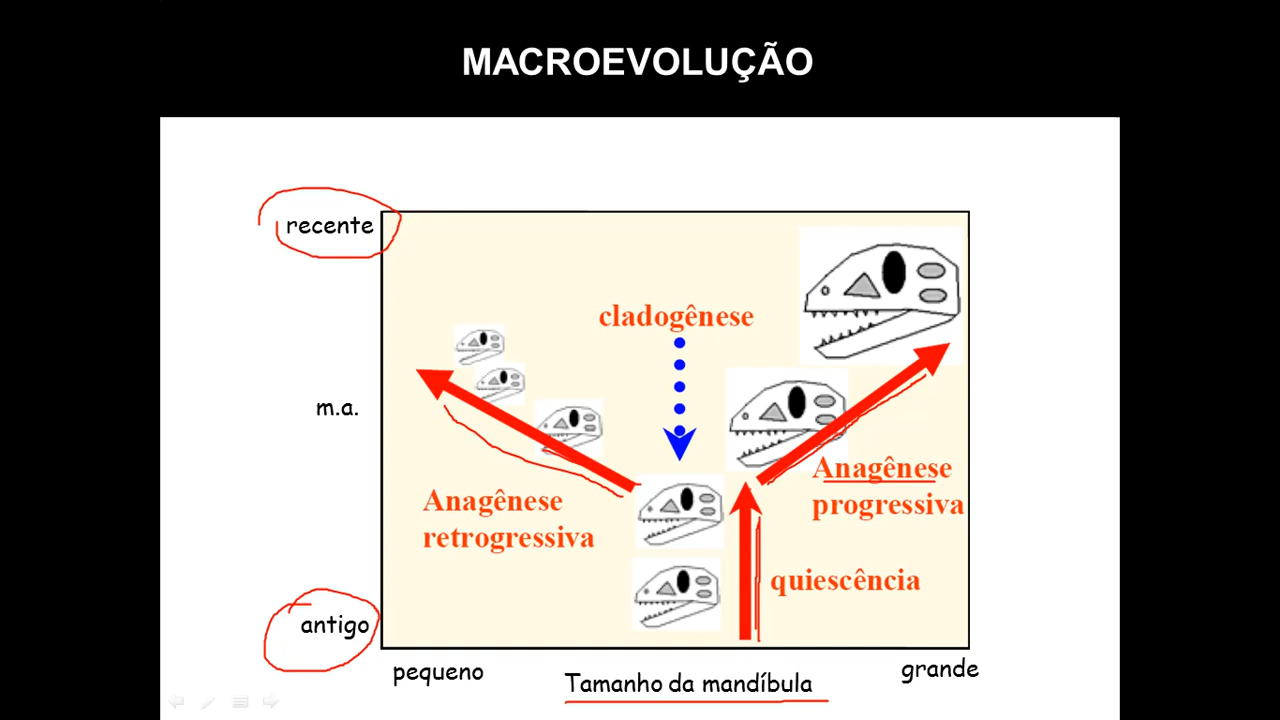 MACROEVOLUÇÃO
recente
cladogênese
m.a.
Anagênese
progressiva
Anagênese
retrogressiva
quiescência
antigo
pequeno
Tamanho da mandíbula
grande